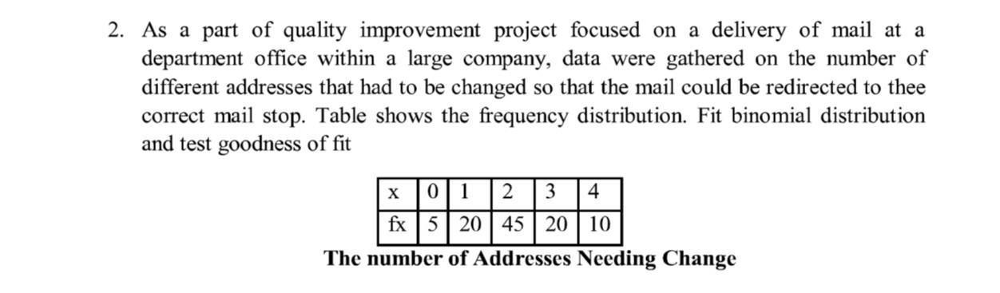 2. As a part of quality improvement project focused on a delivery of mail at a
department office within a large company, data were gathered on the number of
different addresses that had to be changed so that the mail could be redirected to thee
correct mail stop. Table shows the frequency distribution. Fit binomial distribution
and test goodness of fit
x 0 1 2 3 4
fx 5 20 45 20 10
The number of Addresses Needing Change